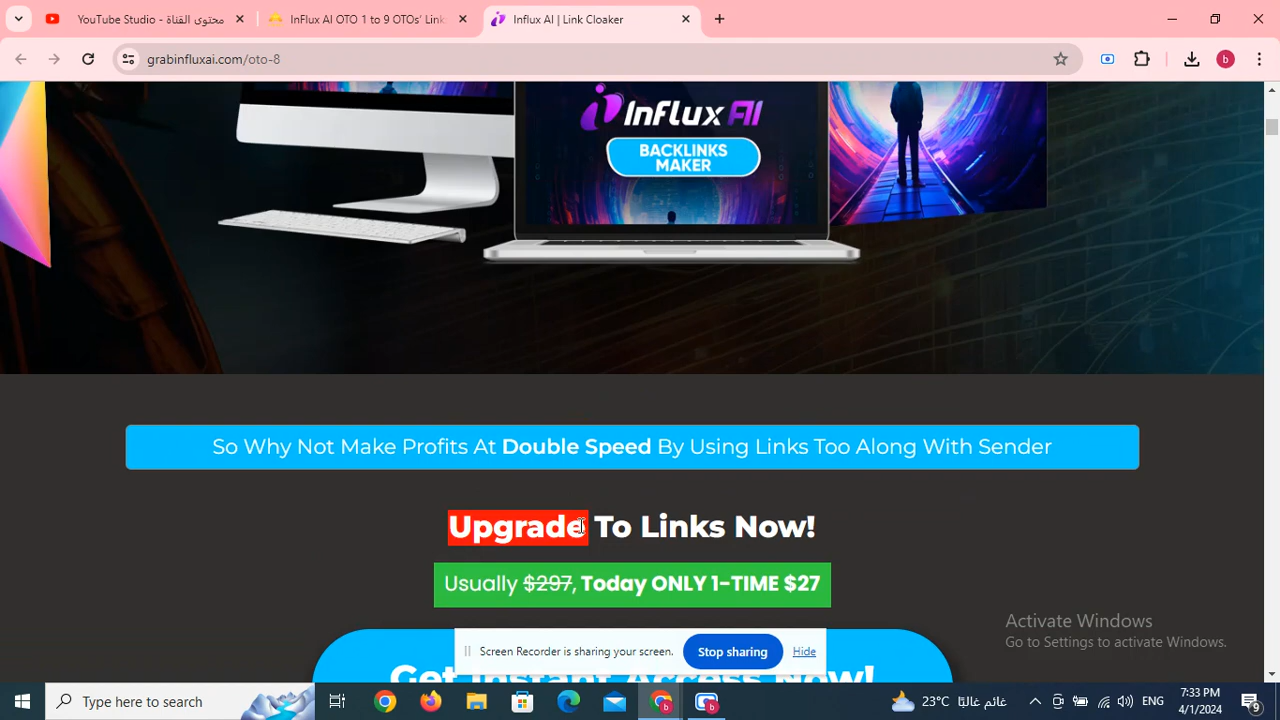 محتوى القناة - YouTube Studio
InFlux AI OTO 1 to 9 OTOs' Link
Influx AI | Link Cloaker
grabinfluxai.com/oto-8
b
InFlux AI
BACKLINKS
MAKER
So Why Not Make Profits At Double Speed By Using Links Too Along With Sender
Upgrade To Links Now!
Usually $297, Today ONLY 1-TIME $27
Get Instant Access Now!
Screen Recorder is sharing your screen.
Stop sharing
Hide
Activate Windows
Go to Settings to activate Windows.
Type here to search
23°C غائم غالبًا
ENG
7:33 PM
4/1/2024
9